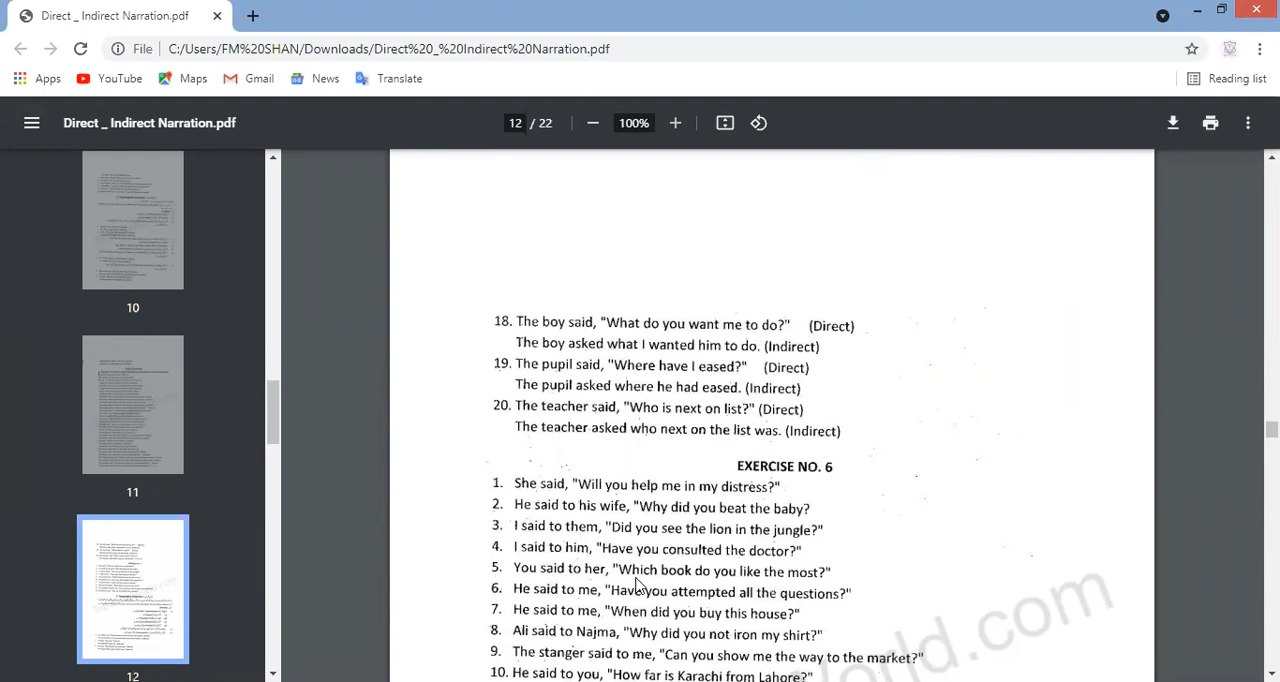 Direct _ Indirect Narration.pdf
File
C:/Users/FM%20SHAN/Downloads/Direct%20_%20Indirect%20Narration.pdf
Apps
YouTube
Maps
Gmail
News
Translate
Reading list
Direct _ Indirect Narration.pdf
12 / 22
100%
10
11
12
18. The boy said, "What do you want me to do?" (Direct)
The boy asked what I wanted him to do. (Indirect)
19. The pupil said, "Where have I eased?" (Direct)
The pupil asked where he had eased. (Indirect)
20. The teacher said, "Who is next on list?" (Direct)
The teacher asked who next on the list was. (Indirect)
EXERCISE NO. 6
1. She said, "Will you help me in my distress?"
2. He said to his wife, "Why did you beat the baby?
3. I said to them, "Did you see the lion in the jungle?"
4. I said to him, "Have you consulted the doctor?"
5. You said to her, "Which book do you like the most?"
6. He said to me, "Have you attempted all the questions?"
7. He said to me, "When did you buy this house?"
8. Ali said to Najma, "Why did you not iron my shirt?"
9. The stanger said to me, "Can you show me the way to the market?"
10. He said to you, "How far is Karachi from Lahore?"
World.com